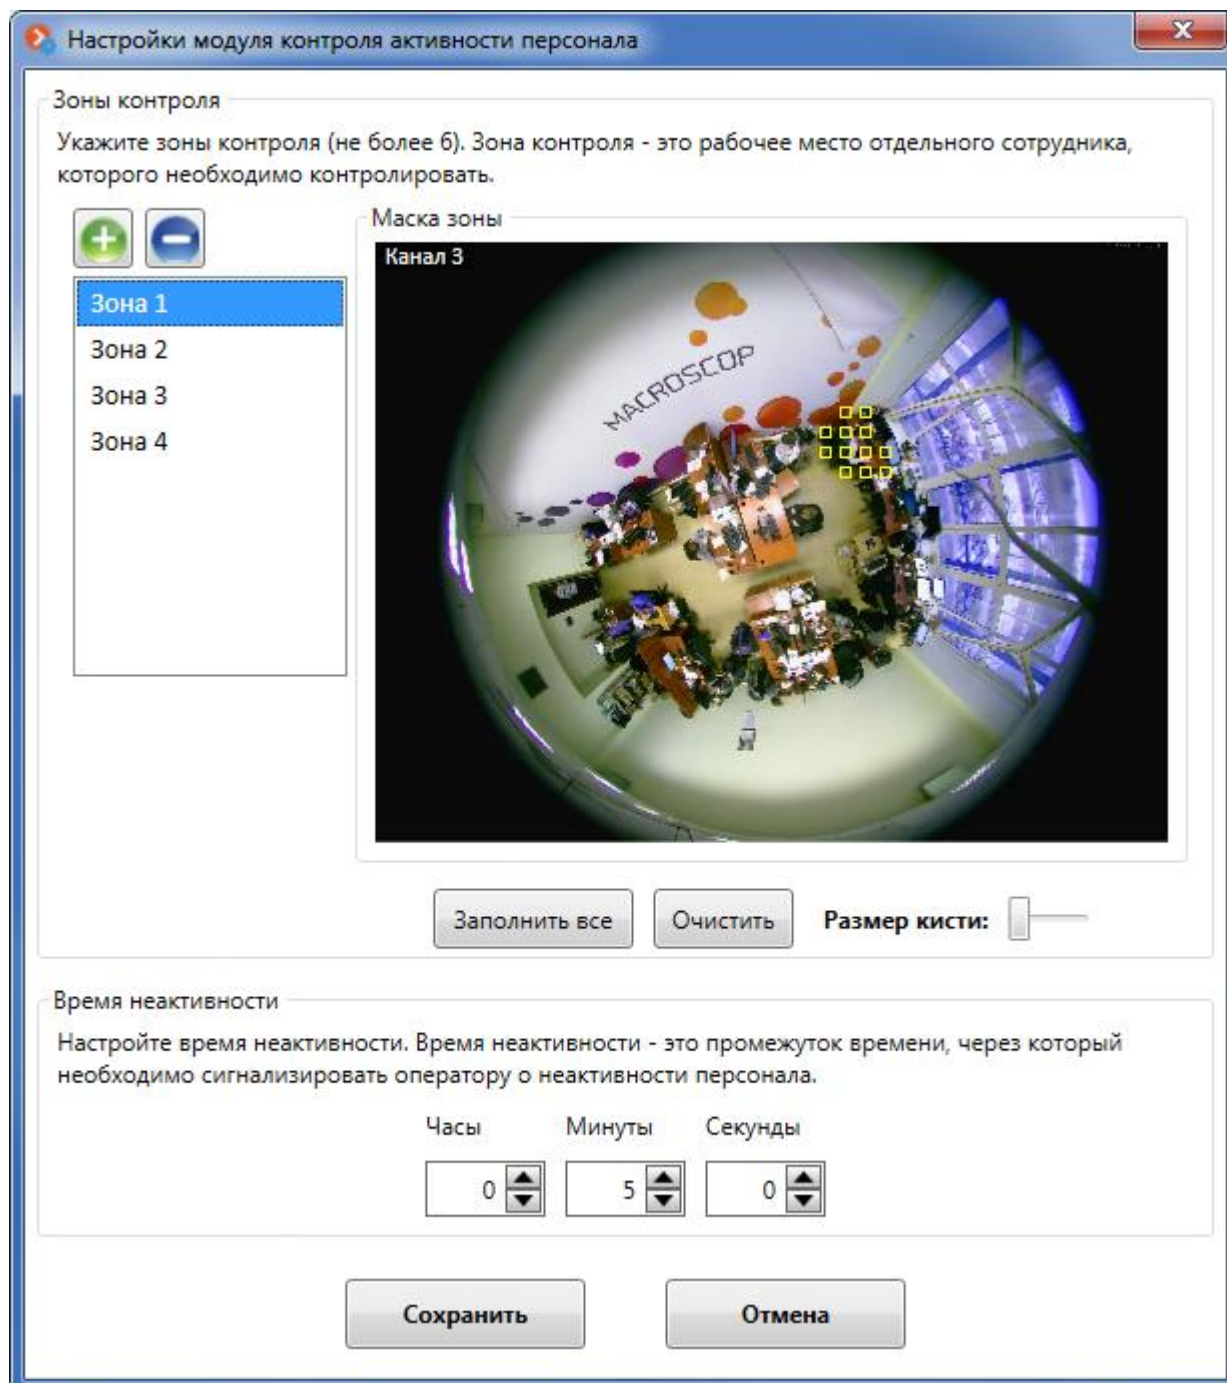 Настройки модуля контроля активности персонала
Зоны контроля
Укажите зоны контроля (не более 6). Зона контроля - это рабочее место отдельного сотрудника,
которого необходимо контролировать.
Маска зоны
Канал 3
Зона 1
Зона 2
Зона 3
Зона 4
MACROSCOP
Заполнить все
Очистить
Размер кисти:
Время неактивности
Настройте время неактивности. Время неактивности - это промежуток времени, через который
необходимо сигнализировать оператору о неактивности персонала.
Часы
Минуты
Секунды
0
5
0
Сохранить
Отмена